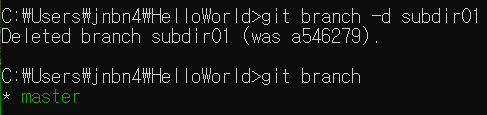 C:₩Users₩jnbn4₩HelloWorld>git branch -d subdir01
Deleted branch subdir01 (was a546279).
C:₩Users₩jnbn4₩HelloWorld>git branch
* master